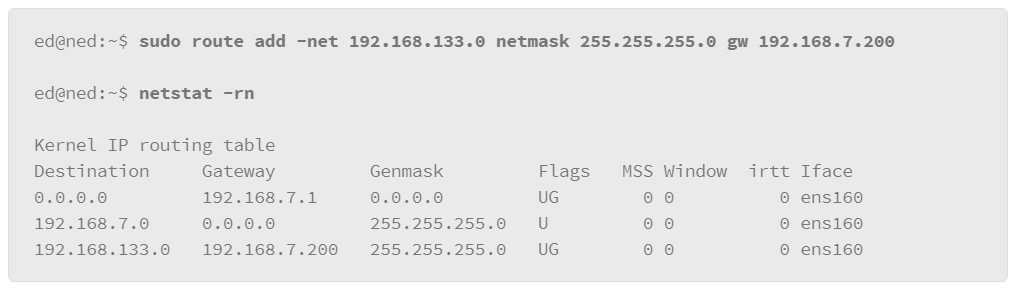 ed@ned:~$ sudo route add –net 192.168.133.0 netmask 255.255.255.0 gw 192.168.7.200
ed@ned:~$ netstat –rn
Kernel IP routing table
Destination     Gateway         Genmask         Flags   MSS Window  irtt Iface
0.0.0.0         192.168.7.1     0.0.0.0         UG        0 0          0 ens160
192.168.7.0     0.0.0.0         255.255.255.0   U         0 0          0 ens160
192.168.133.0   192.168.7.200   255.255.255.0   UG        0 0          0 ens160